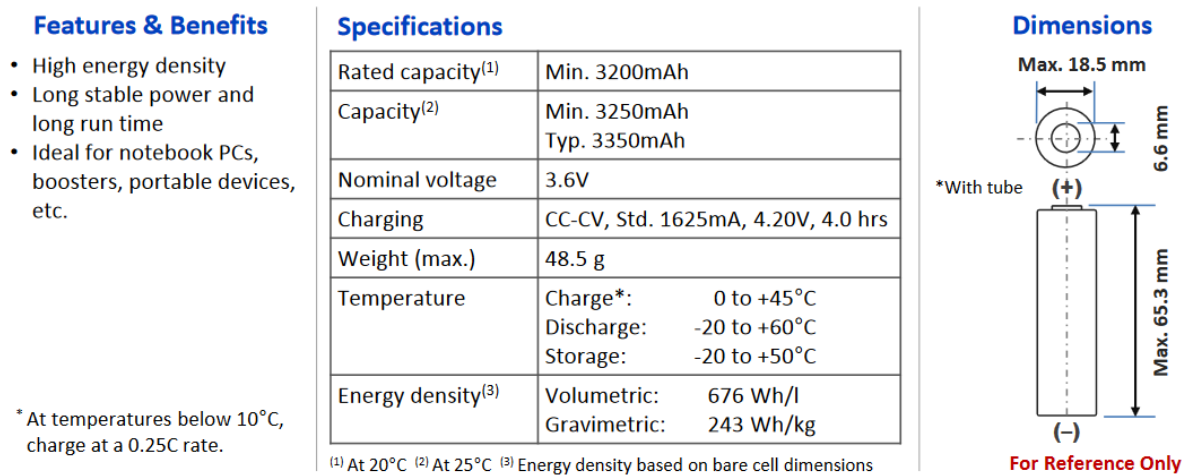 Features & Benefits
• High energy density
• Long stable power and
long run time
• Ideal for notebook PCs,
boosters, portable devices,
etc.
* At temperatures below 10°C,
charge at a 0.25C rate.
Specifications
Rated capacity(1) Min. 3200mAh
Capacity(2) Min. 3250mAh
Typ. 3350mAh
Nominal voltage 3.6V
Charging CC-CV, Std. 1625mA, 4.20V, 4.0 hrs
Weight (max.) 48.5 g
Temperature Charge*: 0 to +45°C
Discharge: -20 to +60°C
Storage: -20 to +50°C
Energy density(3) Volumetric: 676 Wh/l
Gravimetric: 243 Wh/kg
(1) At 20°C (2) At 25°C (3) Energy density based on bare cell dimensions
Dimensions
Max. 18.5 mm
6.6 mm
*With tube (+)
Max. 65.3 mm
(–)
For Reference Only